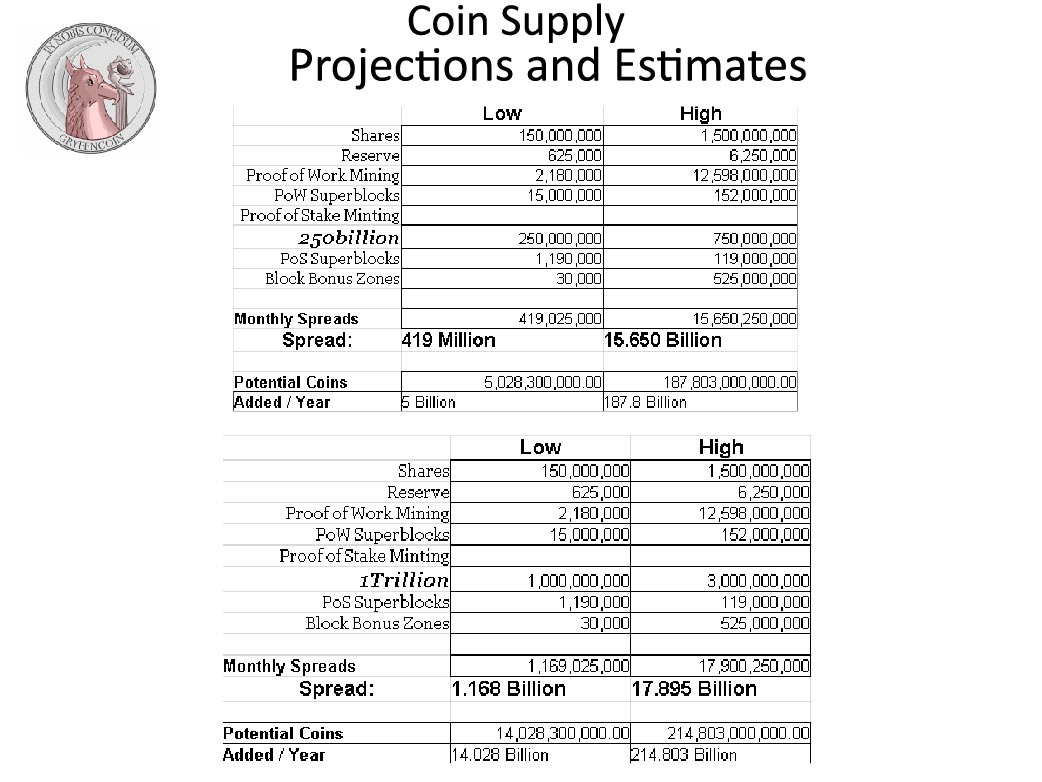 Coin Supply
Projections and Estimates
IN NOBIS CONFIDUM
GRYFENCOIN
Low High
Shares 150,000,000 1,500,000,000
Reserve 625,000 6,250,000
Proof of Work Mining 2,180,000 12,598,000,000
PoW Superblocks 15,000,000 152,000,000
Proof of Stake Minting
250billion 250,000,000 750,000,000
PoS Superblocks 1,190,000 119,000,000
Block Bonus Zones 30,000 525,000,000
Monthly Spreads 419,025,000 15,650,250,000
Spread: 419 Million 15.650 Billion
Potential Coins 5,028,300,000.00 187,803,000,000.00
Added / Year 5 Billion 187.8 Billion
Low High
Shares 150,000,000 1,500,000,000
Reserve 625,000 6,250,000
Proof of Work Mining 2,180,000 12,598,000,000
PoW Superblocks 15,000,000 152,000,000
Proof of Stake Minting
1Trillion 1,000,000,000 3,000,000,000
PoS Superblocks 1,190,000 119,000,000
Block Bonus Zones 30,000 525,000,000
Monthly Spreads 1,169,025,000 17,900,250,000
Spread: 1.168 Billion 17.895 Billion
Potential Coins 14,028,300,000.00 214,803,000,000.00
Added / Year 14.028 Billion 214.803 Billion